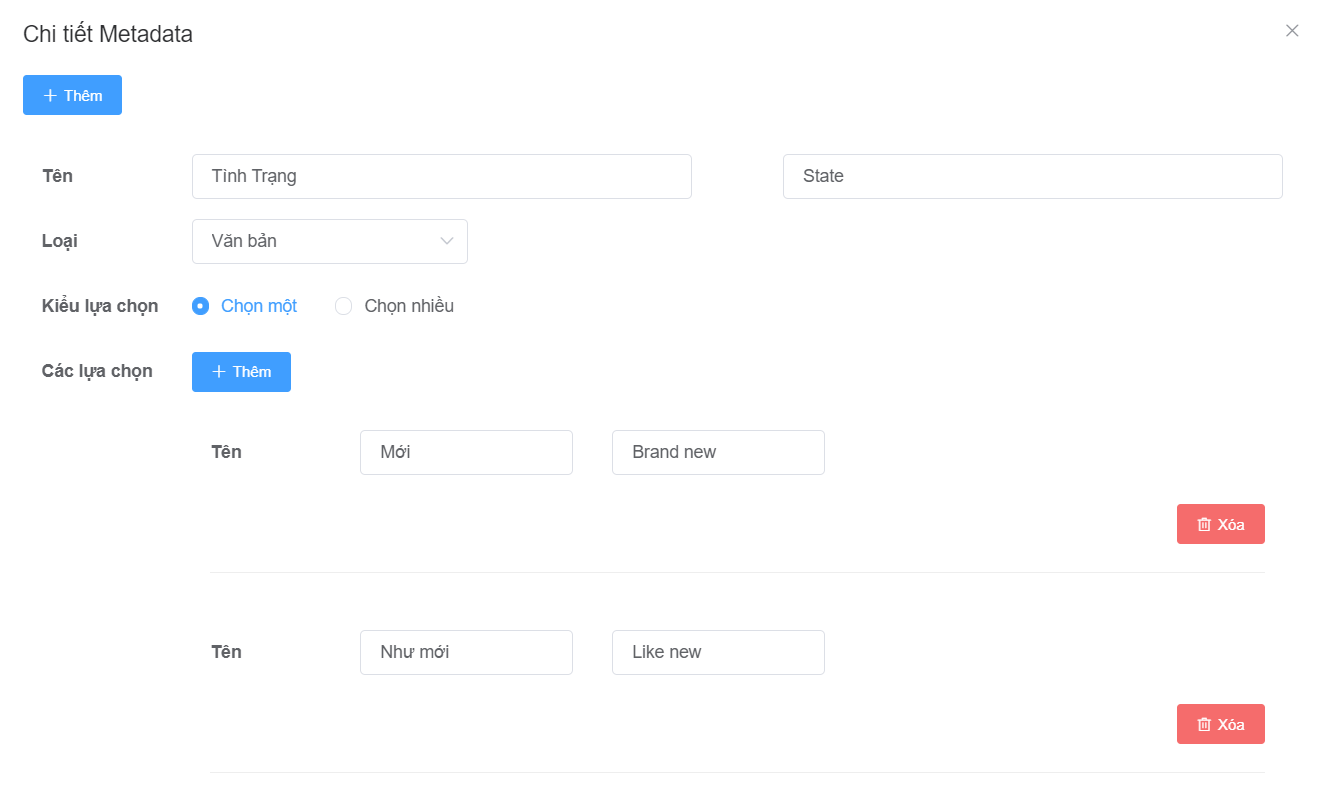 Chi tiết Metadata
Thêm
Tên Tình Trạng State
Loại Văn bản
Kiểu lựa chọn Chọn một Chọn nhiều
Các lựa chọn Thêm
Tên Mới Brand new
Xóa
Tên Như mới Like new
Xóa